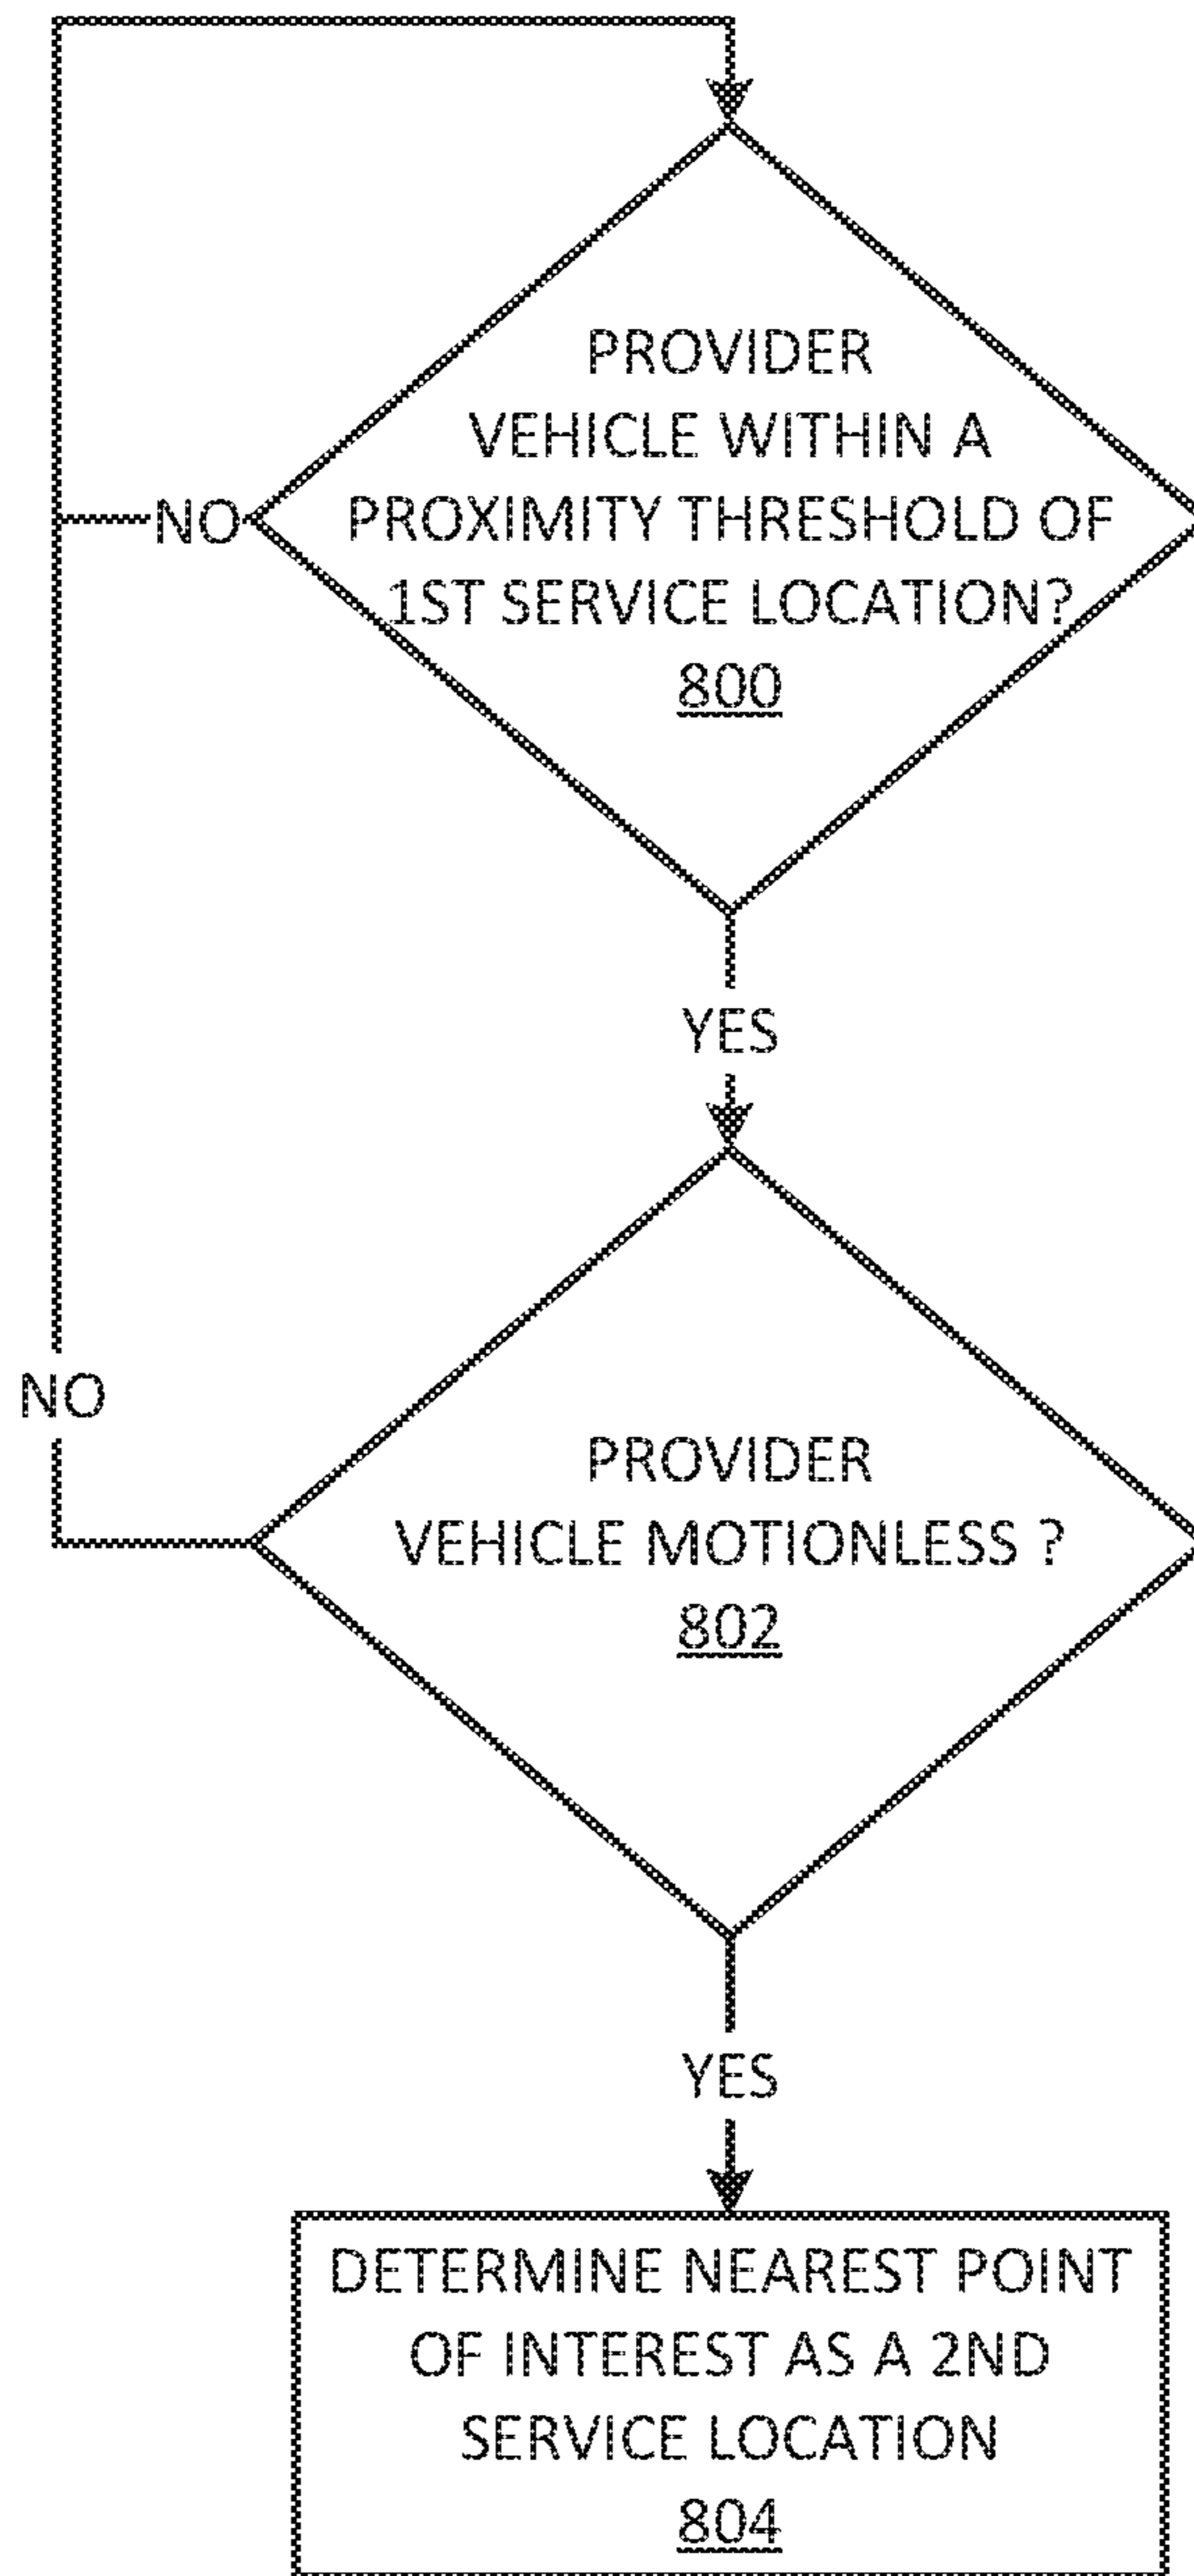 PROVIDER
VEHICLE WITHIN A
PROXIMITY THRESHOLD OF
1ST SERVICE LOCATION?
800
NO
YES
NO
PROVIDER
VEHICLE MOTIONLESS ?
802
YES
DETERMINE NEAREST POINT
OF INTEREST AS A 2ND
SERVICE LOCATION
804